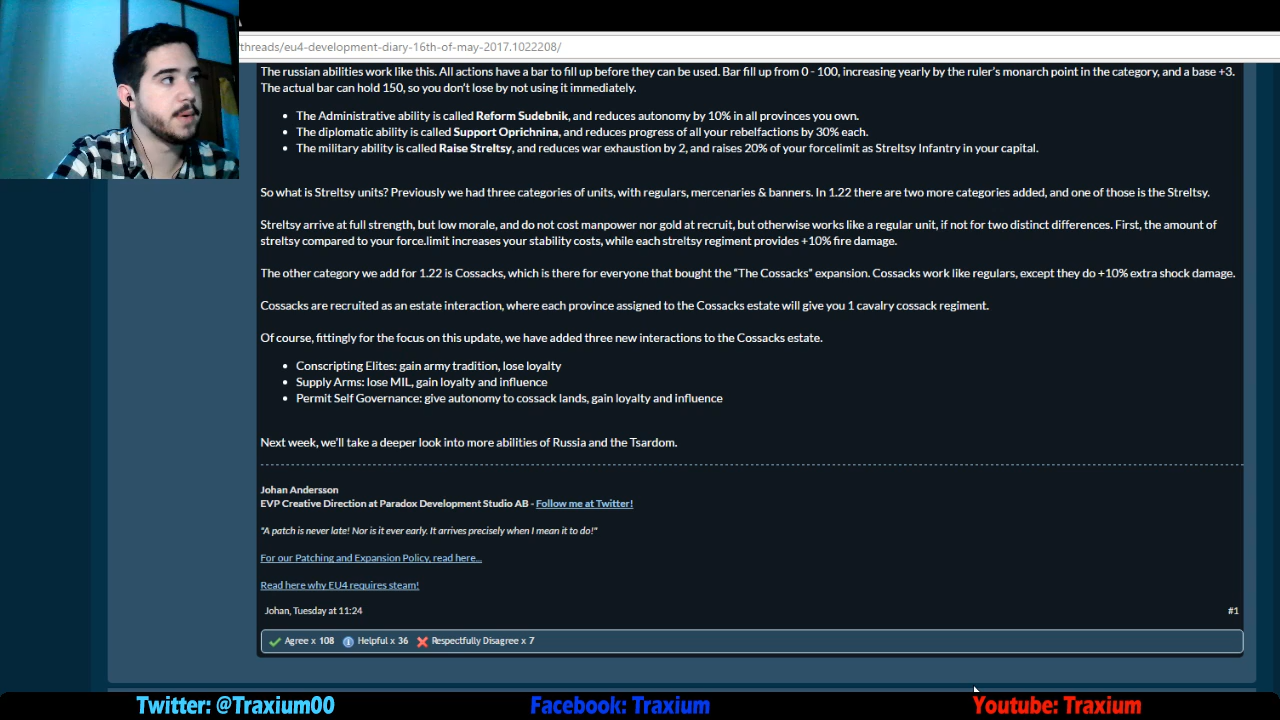 threads/eu4-development-diary-16th-of-may-2017.1022208/
The russian abilities work like this. All actions have a bar to fill up before they can be used. Bar fill up from 0 - 100, increasing yearly by the ruler's monarch point in the category, and a base +3.
The actual bar can hold 150, so you don't lose by not using it immediately.
• The Administrative ability is called Reform Sudebnik, and reduces autonomy by 10% in all provinces you own.
• The diplomatic ability is called Support Oprichnina, and reduces progress of all your rebelfactions by 30% each.
• The military ability is called Raise Streltsy, and reduces war exhaustion by 2, and raises 20% of your forcelimit as Streltsy Infantry in your capital.
So what is Streltsy units? Previously we had three categories of units, with regulars, mercenaries & banners. In 1.22 there are two more categories added, and one of those is the Streltsy.
Streltsy arrive at full strength, but low morale, and do not cost manpower nor gold at recruit, but otherwise works like a regular unit, if not for two distinct differences. First, the amount of
streltsy compared to your force.limit increases your stability costs, while each streltsy regiment provides +10% fire damage.
The other category we add for 1.22 is Cossacks, which is there for everyone that bought the "The Cossacks" expansion. Cossacks work like regulars, except they do +10% extra shock damage.
Cossacks are recruited as an estate interaction, where each province assigned to the Cossacks estate will give you 1 cavalry cossack regiment.
Of course, fittingly for the focus on this update, we have added three new interactions to the Cossacks estate.
• Conscripting Elites: gain army tradition, lose loyalty
• Supply Arms: lose MIL, gain loyalty and influence
• Permit Self Governance: give autonomy to cossack lands, gain loyalty and influence
Next week, we'll take a deeper look into more abilities of Russia and the Tsardom.
Johan Andersson
EVP Creative Direction at Paradox Development Studio AB - Follow me at Twitter!
"A patch is never late! Nor is it ever early. It arrives precisely when I mean it to do!"
For our Patching and Expansion Policy, read here...
Read here why EU4 requires steam!
Johan, Tuesday at 11:24 #1
Agree x 108 Helpful x 36 Respectfully Disagree x 7
Twitter: @Traxium00 Facebook: Traxium Youtube: Traxium